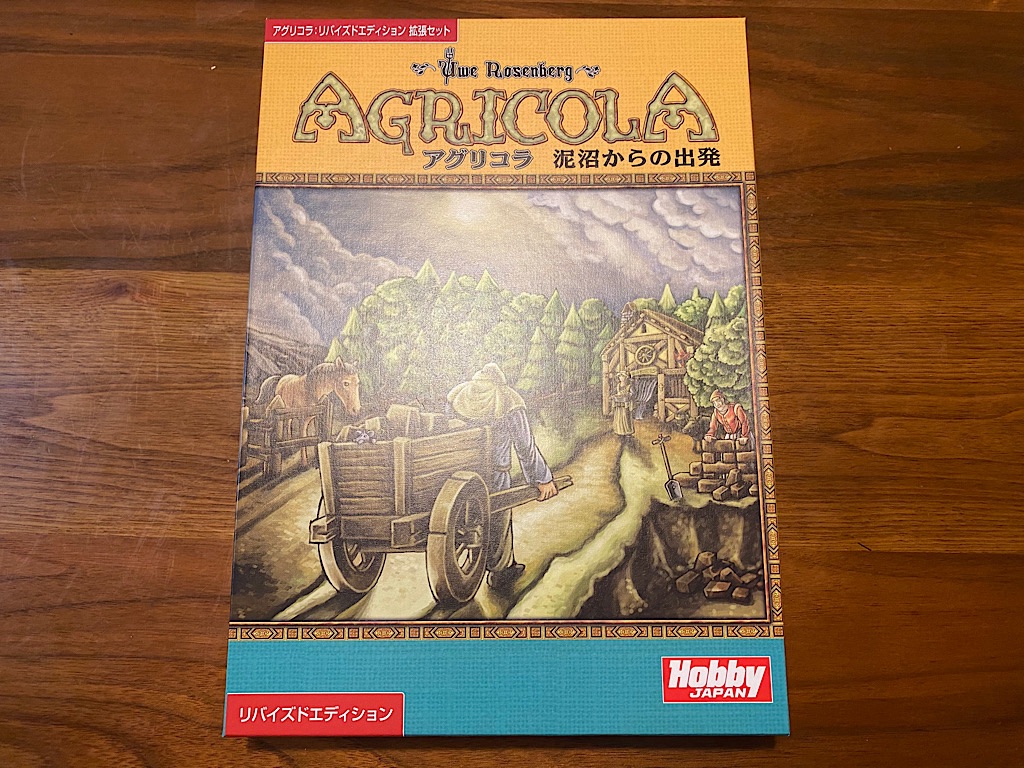 アグリコラ:リバイズドエディション 拡張セット
Uwe Rosenberg
AGRICOLA
アグリコラ 泥沼からの出発
Hobby
JAPAN
リバイズドエディション